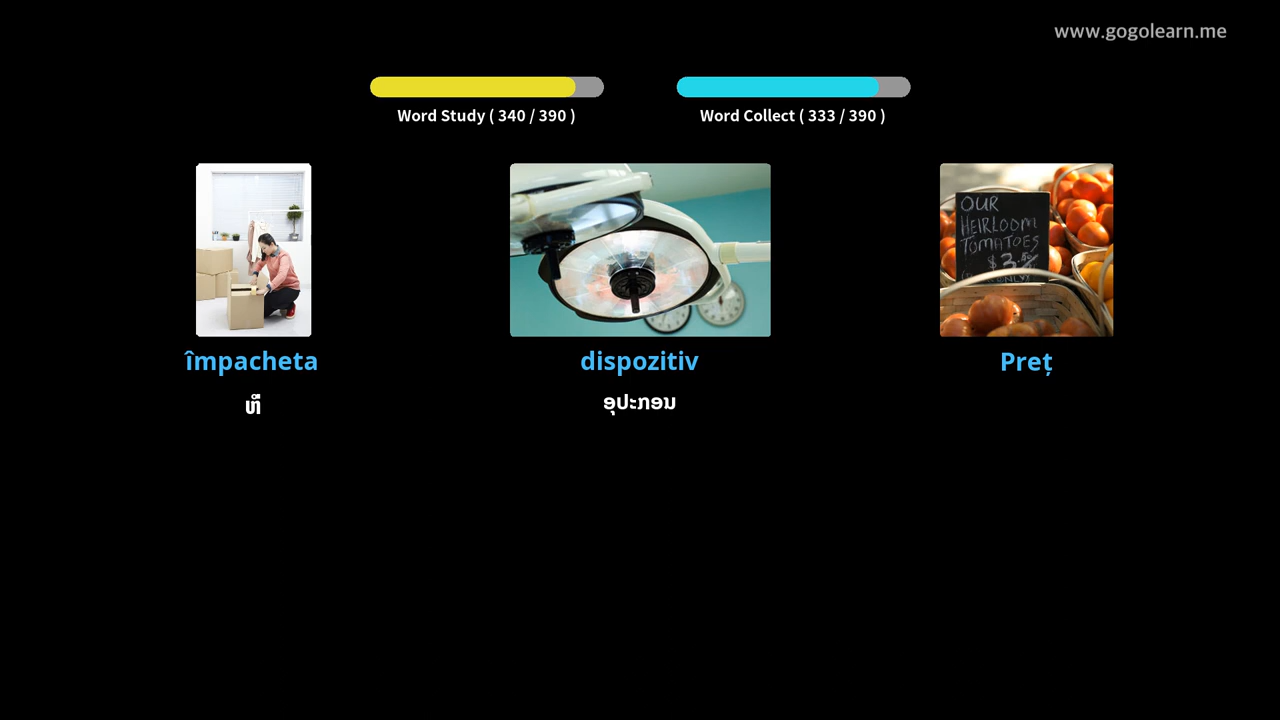 www.gogolearn.me
Word Study ( 340 / 390 )
Word Collect ( 333 / 390 )
OUR
HEIRLOOM
TOMATOES
$3.
împacheta
dispozitiv
Preț
ຫໍ່
ອຸປະກອນ